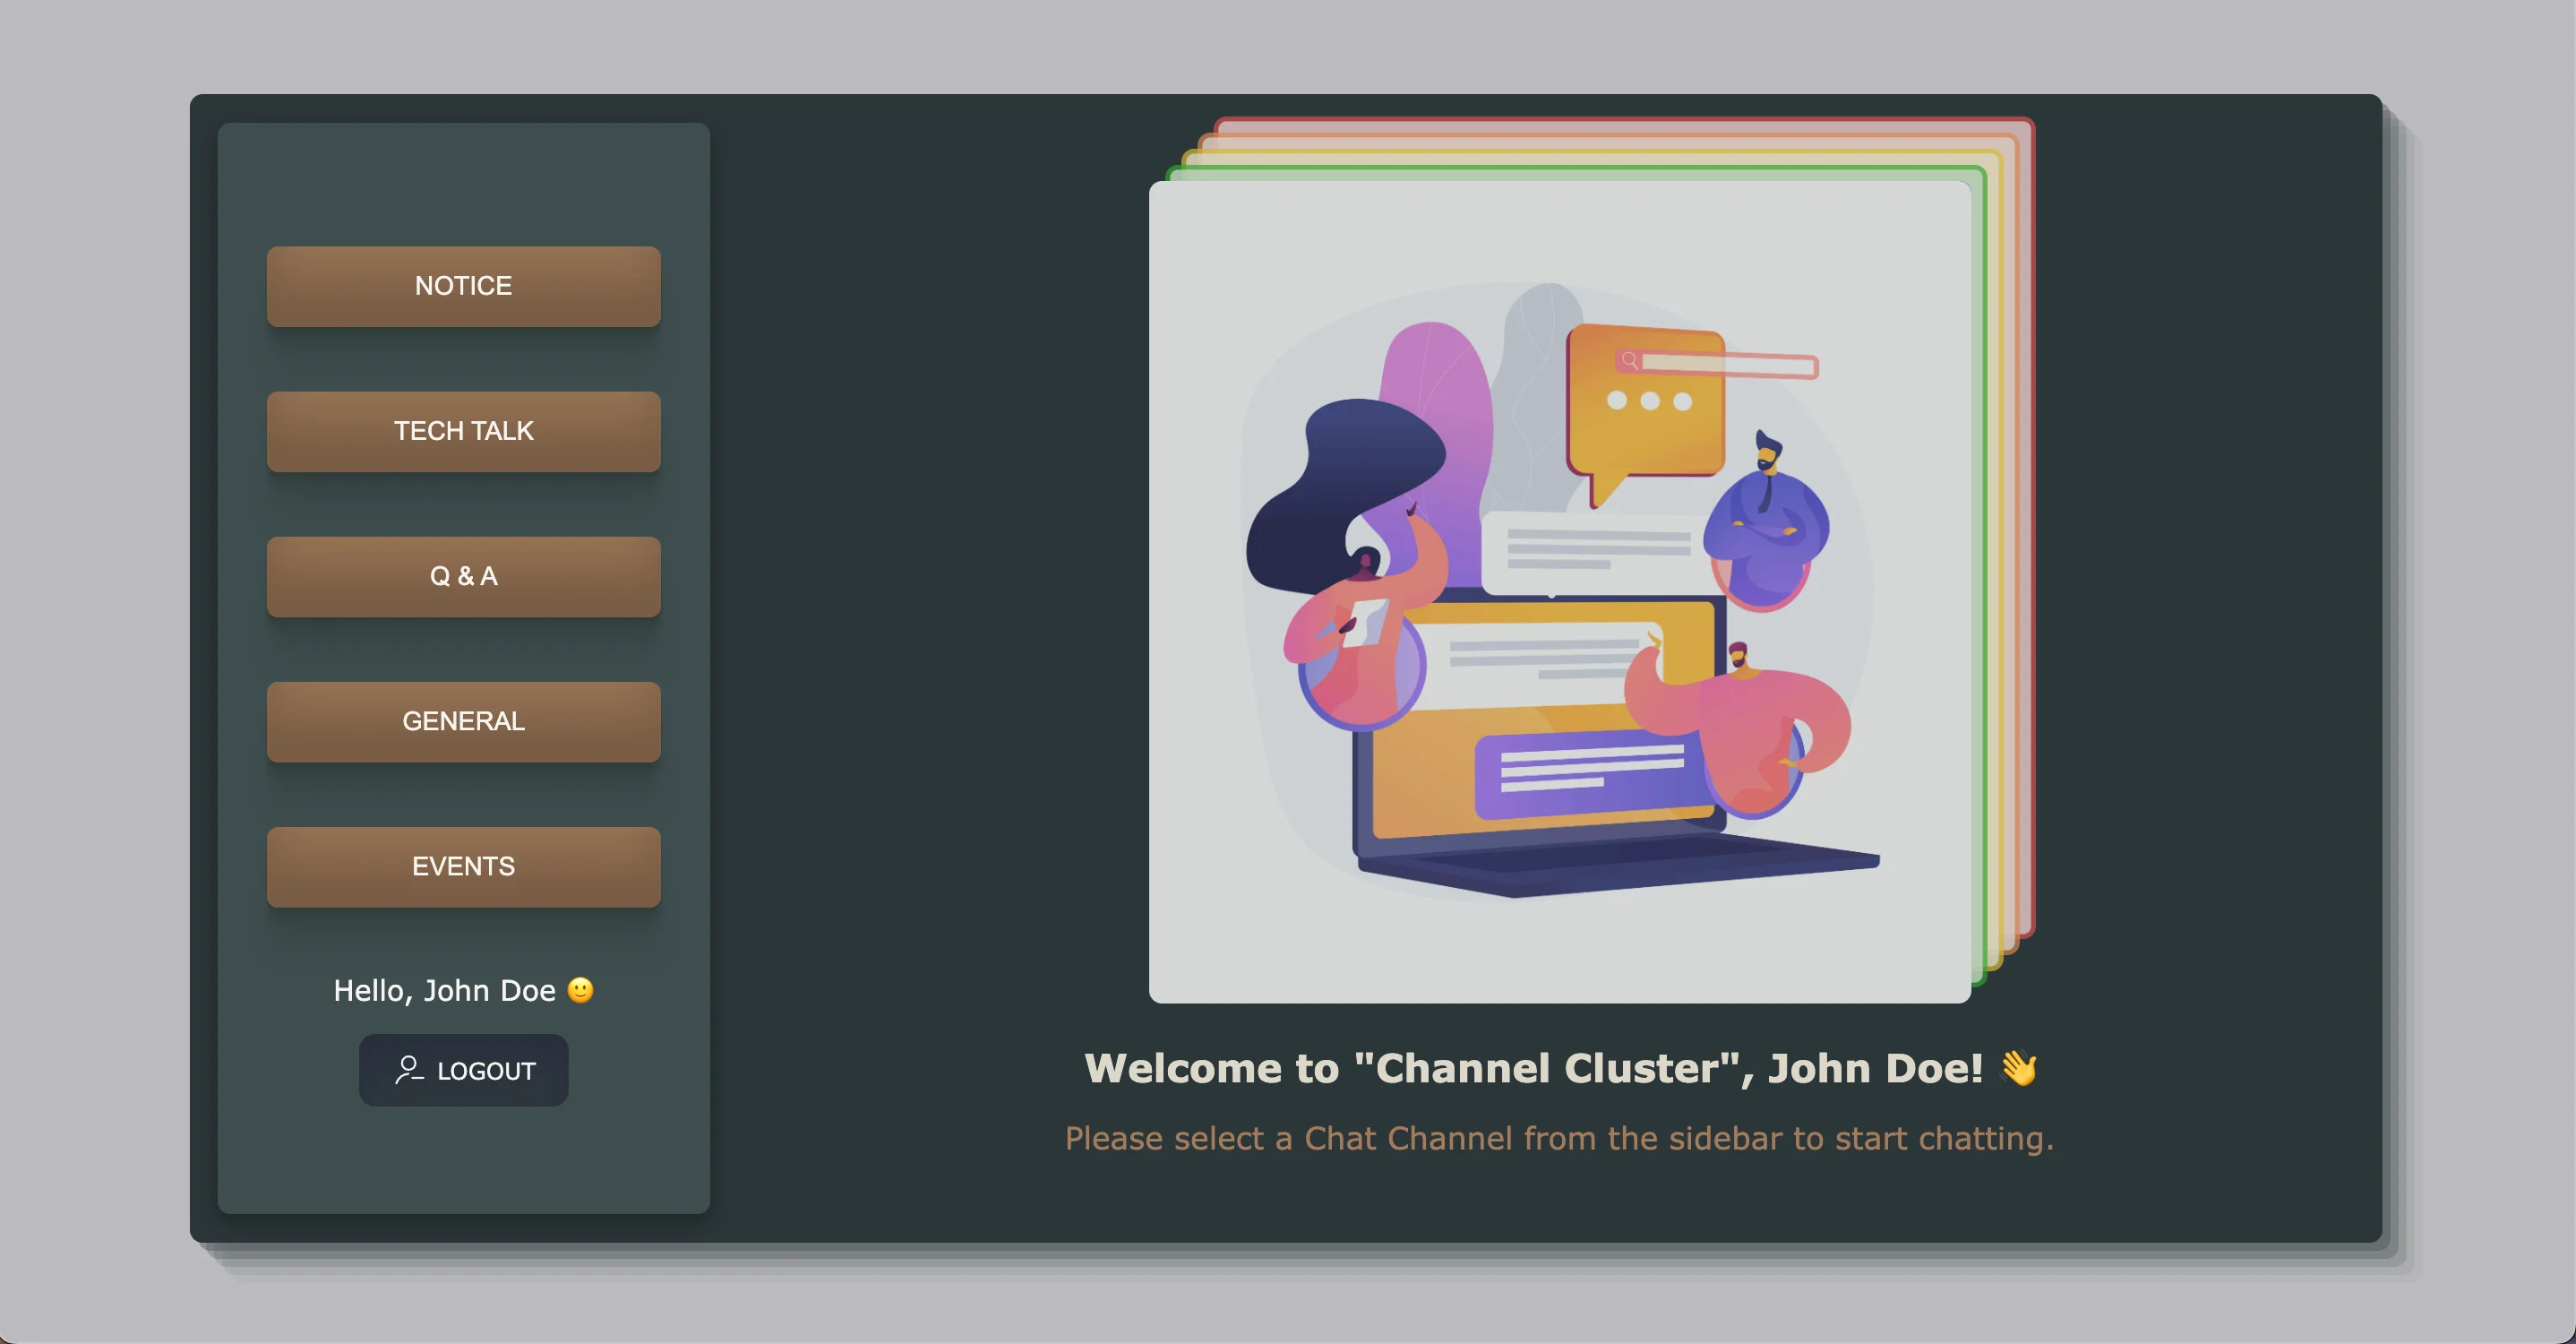 NOTICE
TECH TALK
Q & A
GENERAL
EVENTS
Hello, John Doe 🙂
LOGOUT
Welcome to "Channel Cluster", John Doe! 👋
Please select a Chat Channel from the sidebar to start chatting.